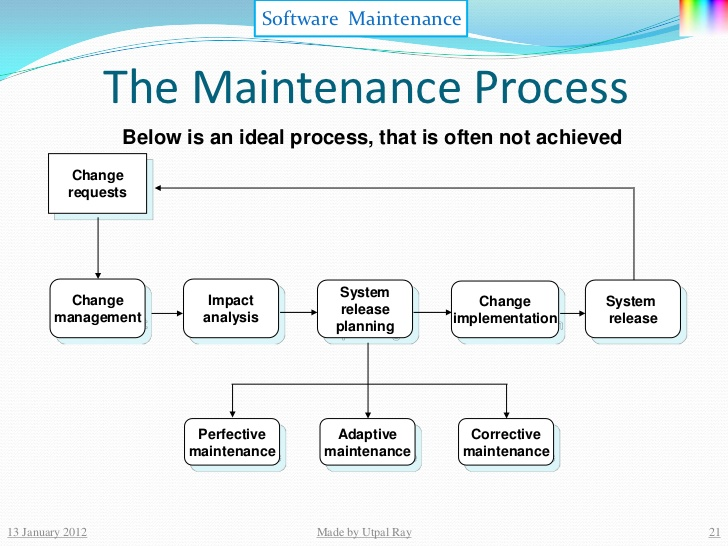 Software Maintenance
The Maintenance Process
Below is an ideal process, that is often not achieved
Change
requests
Change
management
Impact
analysis
System
release
planning
Change
implementation
System
release
Perfective
maintenance
Adaptive
maintenance
Corrective
maintenance
13 January 2012
Made by Utpal Ray
21